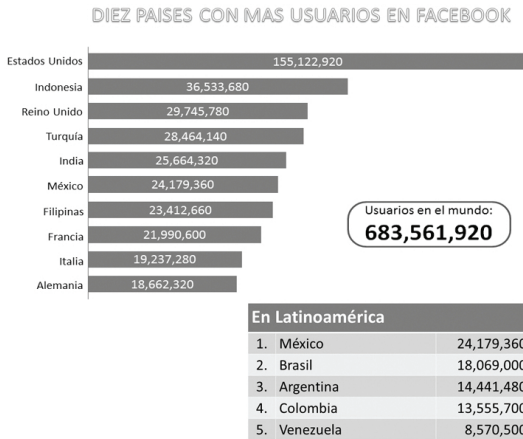 DIEZ PAISES CON MAS USUARIOS EN FACEBOOK
Estados Unidos 155,122,920
Indonesia 36,533,680
Reino Unido 29,745,780
Turquía 28,464,140
India 25,664,320
México 24,179,360
Filipinas 23,412,660
Francia 21,990,600
Italia 19,237,280
Alemania 18,662,320
Usuarios en el mundo:
683,561,920
En Latinoamérica
1. México 24,179,360
2. Brasil 18,069,000
3. Argentina 14,441,480
4. Colombia 13,555,700
5. Venezuela 8,570,500